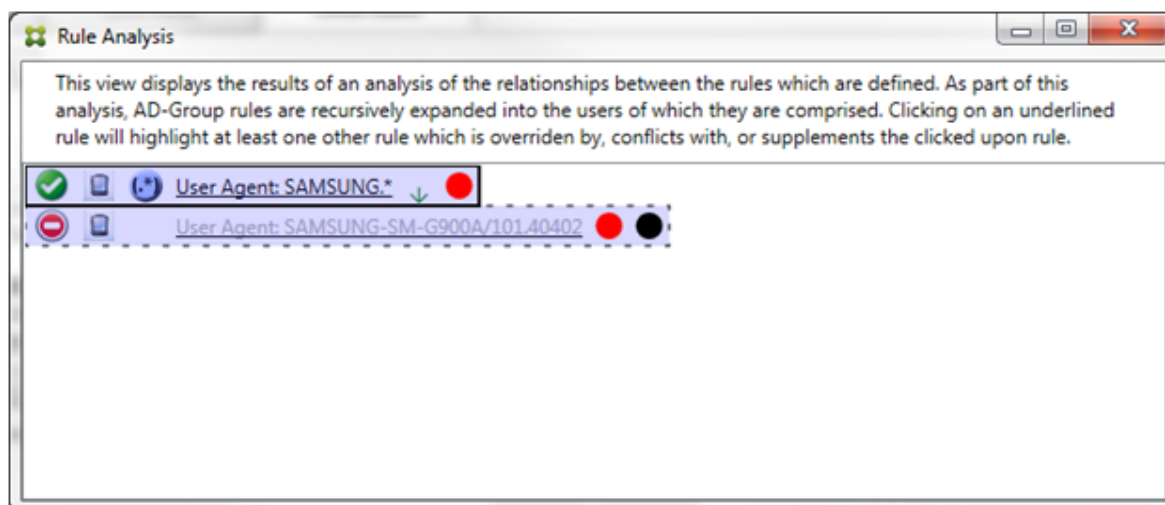 Rule Analysis
This view displays the results of an analysis of the relationships between the rules which are defined. As part of this
analysis, AD-Group rules are recursively expanded into the users of which they are comprised. Clicking on an underlined
rule will highlight at least one other rule which is overriden by, conflicts with, or supplements the clicked upon rule.
(.*) User Agent: SAMSUNG.*
User Agent: SAMSUNG-SM-G900A/101.40402